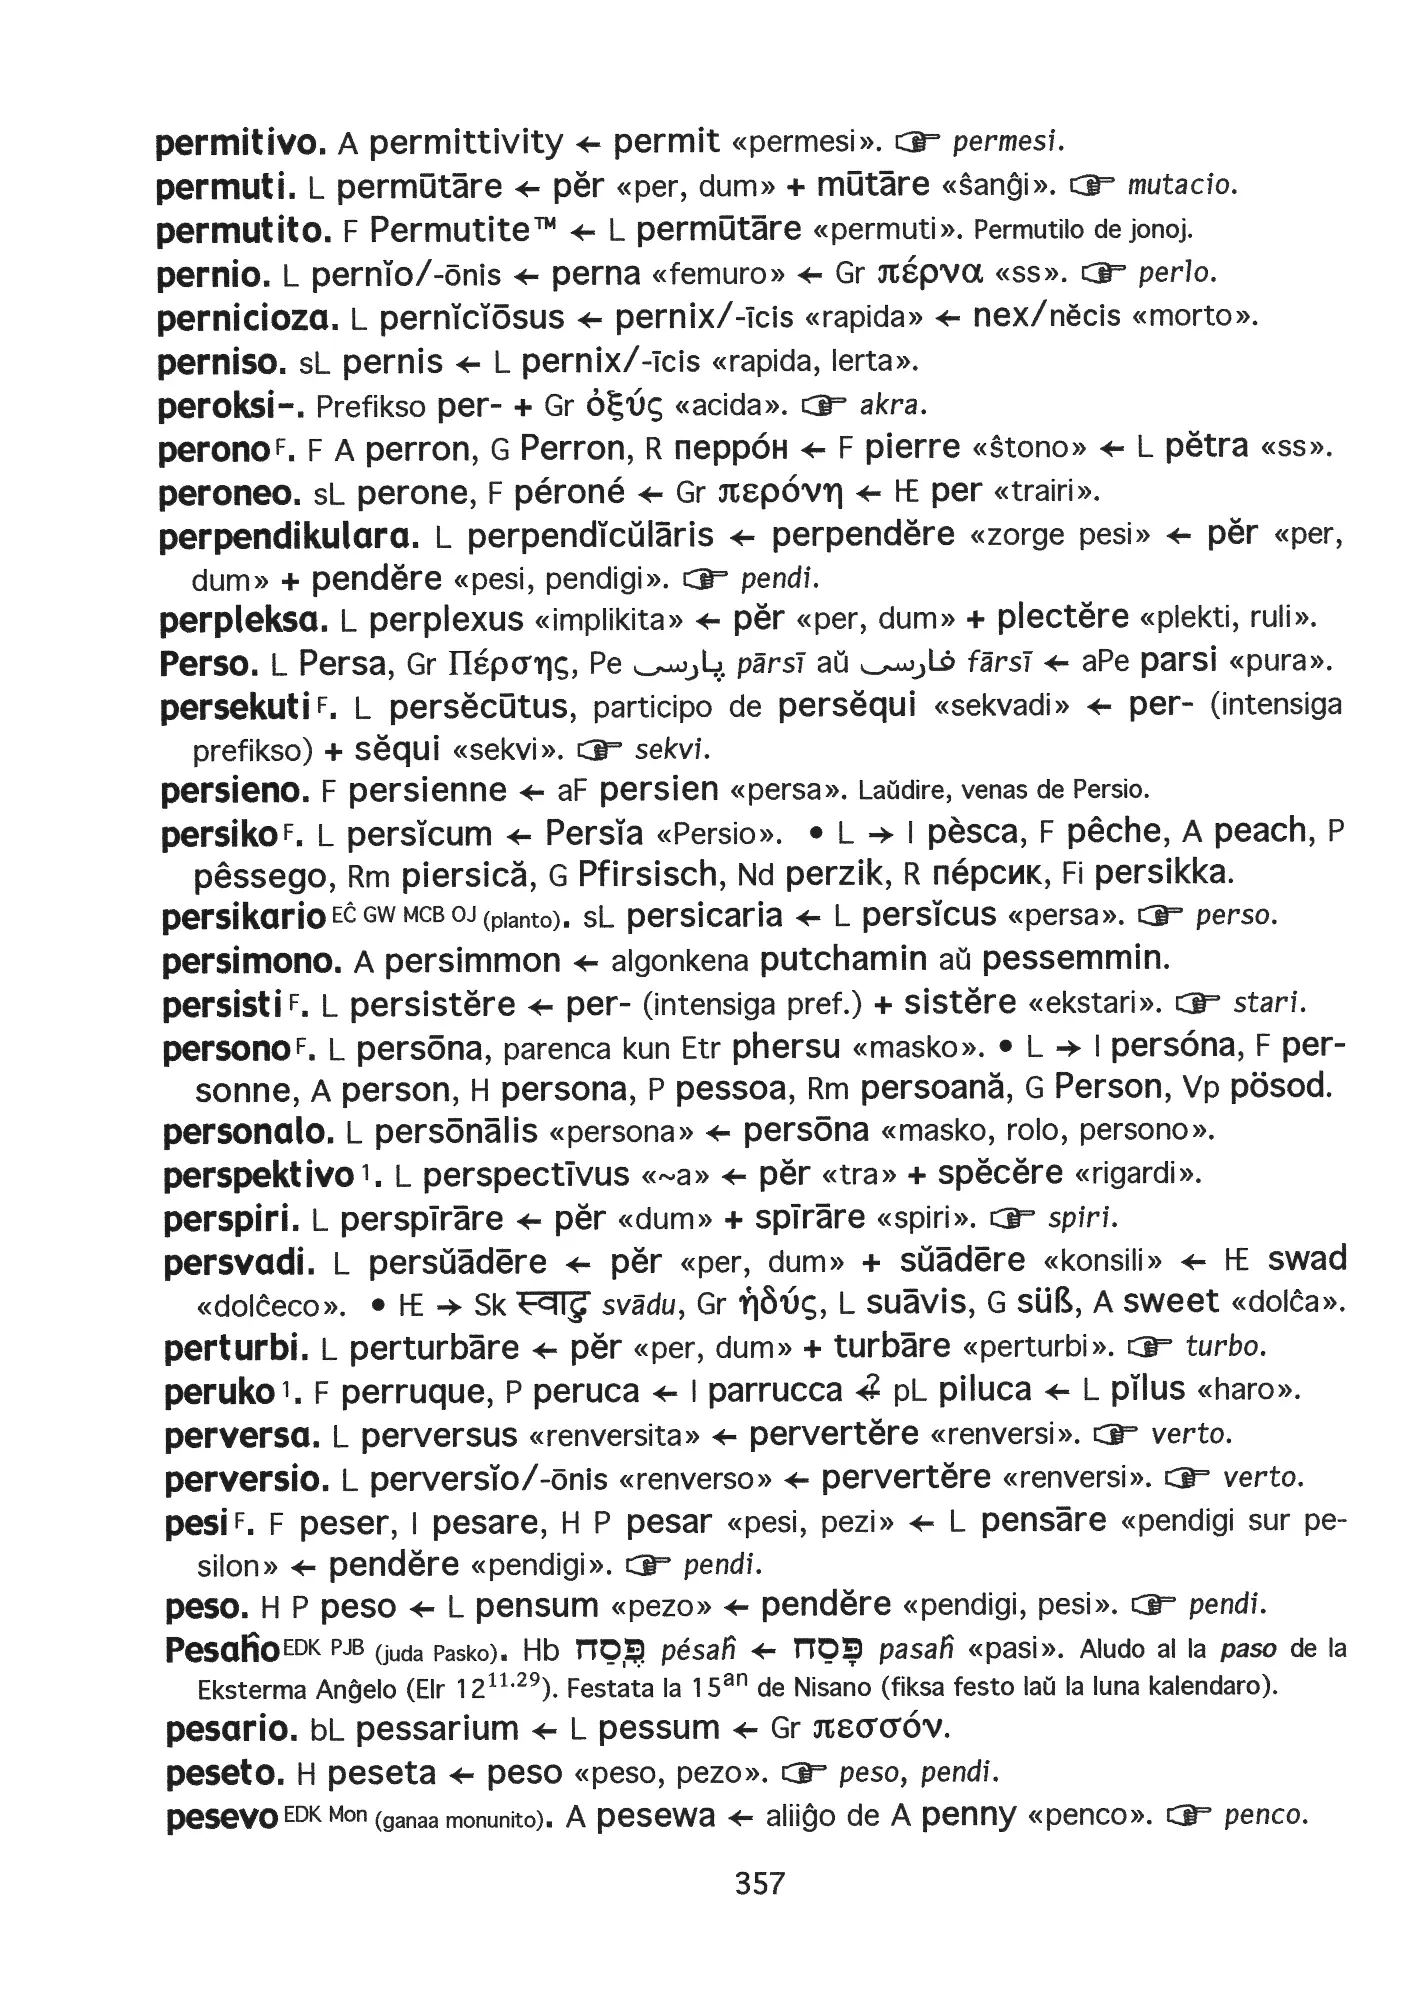 permitivo. A permittivity ← permit «permesi». ☞ permesi.
permuti. L permūtāre ← pĕr «per, dum» + mūtāre «ŝanĝi». ☞ mutacio.
permutito. F Permutite™ ← L permūtāre «permuti». Permutilo de jonoj.
pernio. L pernĭo/-ōnis ← perna «femuro» ← Gr πέρνα «ss». ☞ perlo.
pernicioza. L pernĭcĭōsus ← pernix/-īcis «rapida» ← nex/nĕcis «morto».
perniso. sL pernis ← L pernix/-īcis «rapida, lerta».
peroksi-. Prefikso per- + Gr ὀξύς «acida». ☞ akra.
perono F. F A perron, G Perron, R перро́н ← F pierre «ŝtono» ← L pĕtra «ss».
peroneo. sL perone, F péroné ← Gr περόνη ← IE per «trairi».
perpendikulara. L perpendĭcŭlāris ← perpendĕre «zorge pesi» ← pĕr «per,
dum» + pendĕre «pesi, pendigi». ☞ pendi.
perpleksa. L perplexus «implikita» ← pĕr «per, dum» + plectĕre «plekti, ruli».
Perso. L Persa, Gr Πέρσης, Pe پارسی pārsī aŭ فارسی fārsī ← aPe parsi «pura».
persekuti F. L persĕcūtus, participo de persĕqui «sekvadi» ← per- (intensiga
prefikso) + sĕqui «sekvi». ☞ sekvi.
persieno. F persienne ← aF persien «persa». Laŭdire, venas de Persio.
persiko F. L persĭcum ← Persĭa «Persio». • L → I pèsca, F pêche, A peach, P
pêssego, Rm piersică, G Pfirsisch, Nd perzik, R пе́рсик, Fi persikka.
persikario EĈ GW MCB OJ (planto). sL persicaria ← L persĭcus «persa». ☞ perso.
persimono. A persimmon ← algonkena putchamin aŭ pessemmin.
persisti F. L persistĕre ← per- (intensiga pref.) + sistĕre «ekstari». ☞ stari.
persono F. L persōna, parenca kun Etr phersu «masko». • L → I persóna, F per-
sonne, A person, H persona, P pessoa, Rm persoană, G Person, Vp pösod.
personalo. L persōnālis «persona» ← persōna «masko, rolo, persono».
perspektivo 1. L perspectīvus «~a» ← pĕr «tra» + spĕcĕre «rigardi».
perspiri. L perspīrāre ← pĕr «dum» + spīrāre «spiri». ☞ spiri.
persvadi. L persŭādēre ← pĕr «per, dum» + sŭādēre «konsili» ← IE swad
«dolĉeco». • IE → Sk स्वादु svādu, Gr ἡδύς, L suāvis, G süß, A sweet «dolĉa».
perturbi. L perturbāre ← pĕr «per, dum» + turbāre «perturbi». ☞ turbo.
peruko 1. F perruque, P peruca ← I parrucca ←? pL piluca ← L pĭlus «haro».
perversa. L perversus «renversita» ← pervertĕre «renversi». ☞ verto.
perversio. L perversĭo/-ōnis «renverso» ← pervertĕre «renversi». ☞ verto.
pesi F. F peser, I pesare, H P pesar «pesi, pezi» ← L pensāre «pendigi sur pe-
silon» ← pendĕre «pendigi». ☞ pendi.
peso. H P peso ← L pensum «pezo» ← pendĕre «pendigi, pesi». ☞ pendi.
Pesaĥo EDK PJB (juda Pasko). Hb פֶּסַח pésaĥ ← פָּסַח pasaĥ «pasi». Aludo al la paso de la
Eksterma Anĝelo (Elr 12¹¹·²⁹). Festata la 15ᵃⁿ de Nisano (fiksa festo laŭ la luna kalendaro).
pesario. bL pessarium ← L pessum ← Gr πεσσόν.
peseto. H peseta ← peso «peso, pezo». ☞ peso, pendi.
pesevo EDK Mon (ganaa monunito). A pesewa ← aliiĝo de A penny «penco». ☞ penco.
357